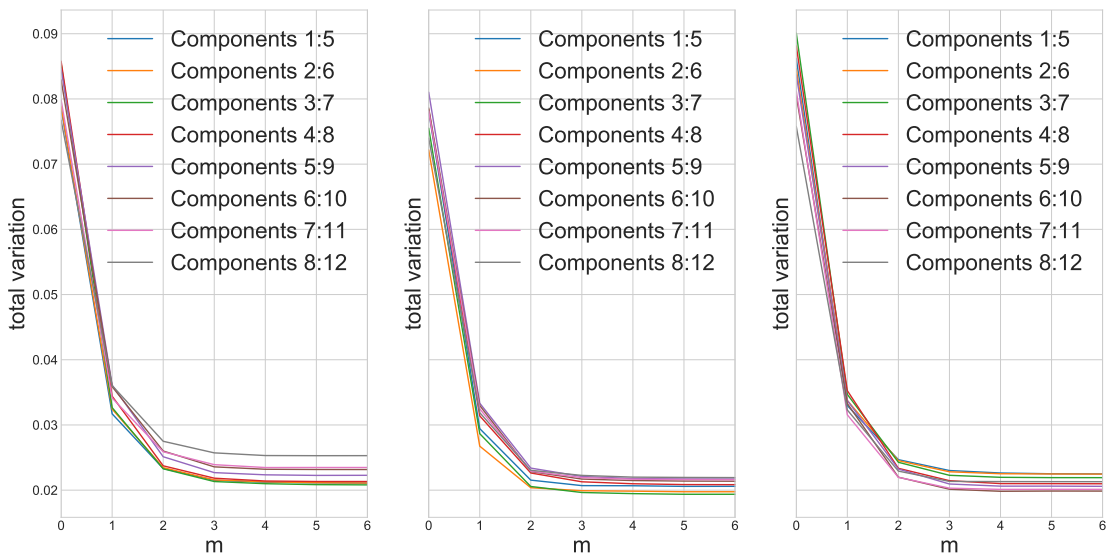 0.09
0.08
0.07
0.06
0.05
0.04
0.03
0.02
total variation
Components 1:5
Components 2:6
Components 3:7
Components 4:8
Components 5:9
Components 6:10
Components 7:11
Components 8:12
0 1 2 3 4 5 6
m
total variation
Components 1:5
Components 2:6
Components 3:7
Components 4:8
Components 5:9
Components 6:10
Components 7:11
Components 8:12
0 1 2 3 4 5 6
m
total variation
Components 1:5
Components 2:6
Components 3:7
Components 4:8
Components 5:9
Components 6:10
Components 7:11
Components 8:12
0 1 2 3 4 5 6
m